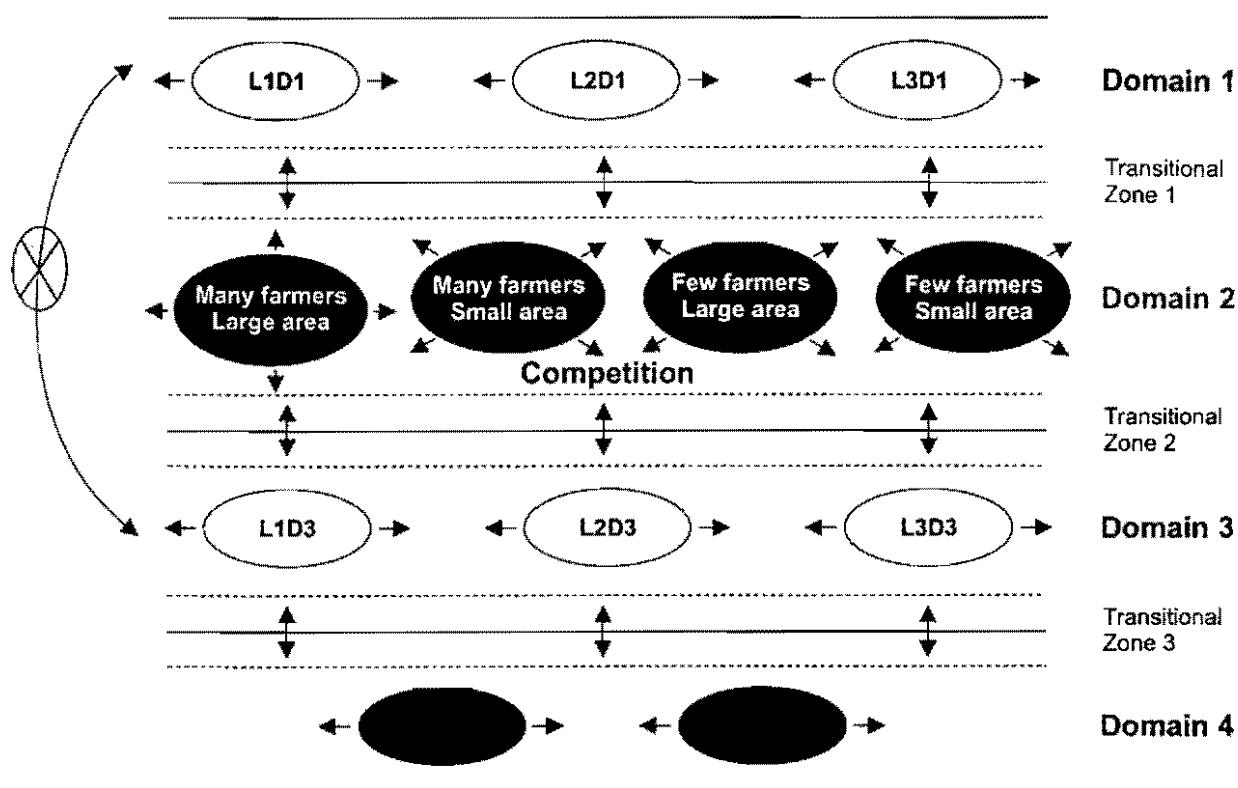 L1D1
L2D1
L3D1
Domain 1
Transitional
Zone 1
Many farmers
Large area
Many farmers
Small area
Few farmers
Large area
Few farmers
Small area
Domain 2
Competition
Transitional
Zone 2
L1D3
L2D3
L3D3
Domain 3
Transitional
Zone 3
Domain 4